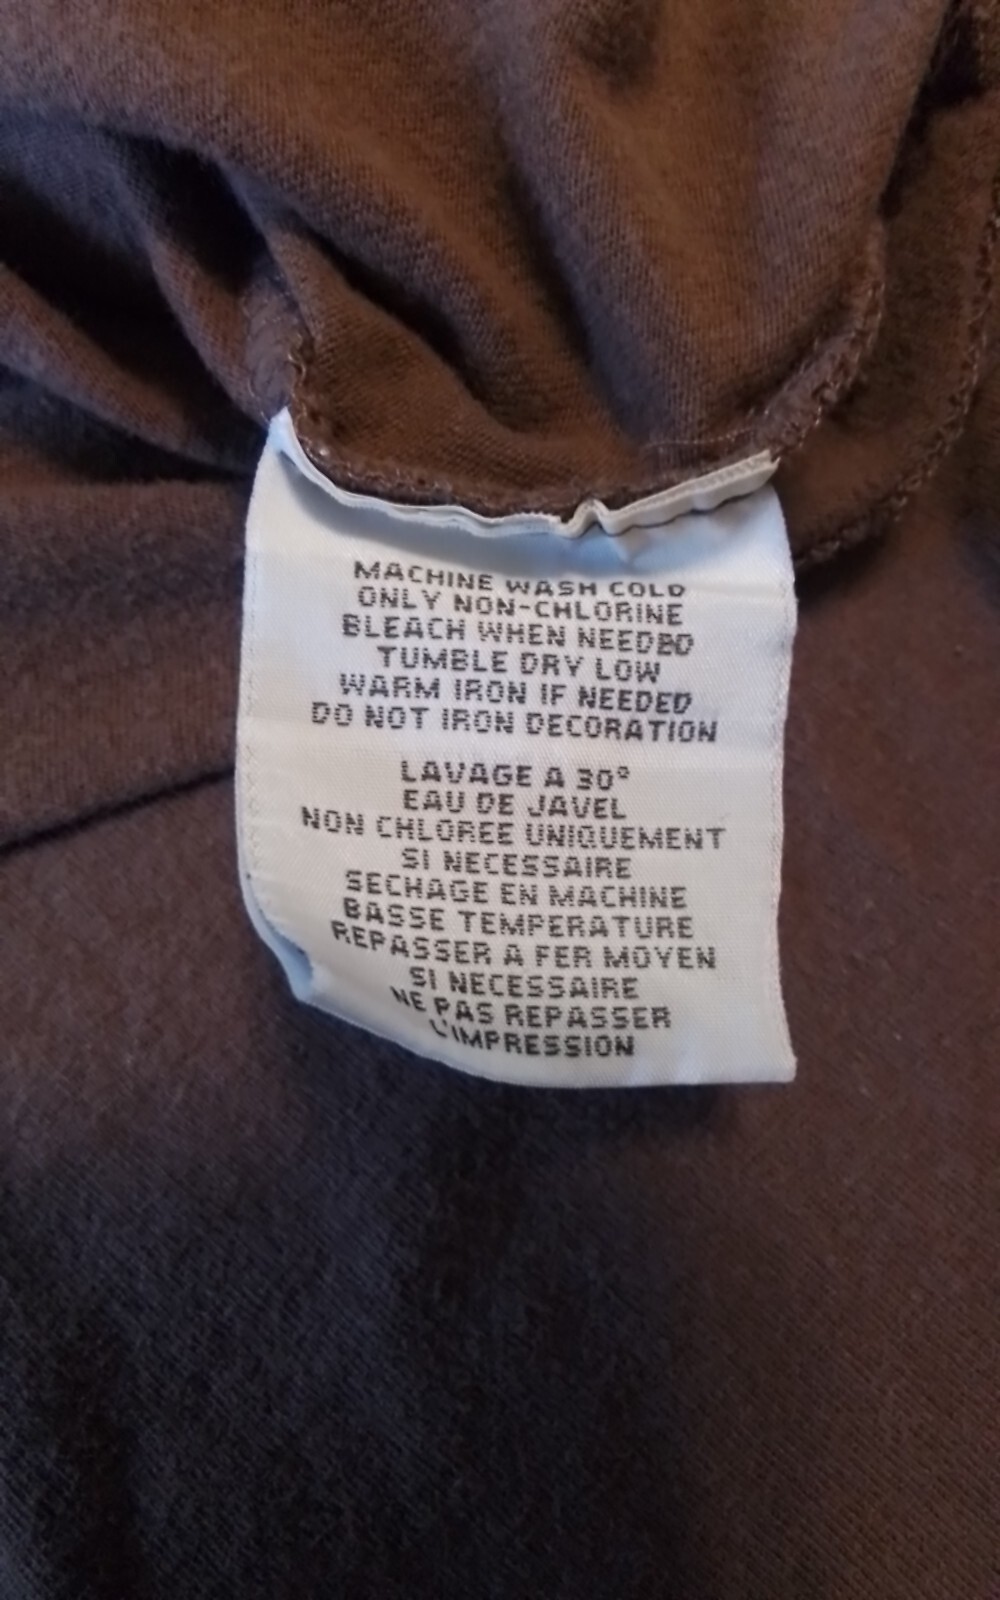 MACHINE WASH COLD
ONLY NON-CHLORINE
BLEACH WHEN NEEDED
TUMBLE DRY LOW
WARM IRON IF NEEDED
DO NOT IRON DECORATION
LAVAGE A 30°
EAU DE JAVEL
NON CHLOREE UNIQUEMENT
SI NECESSAIRE
SECHAGE EN MACHINE
BASSE TEMPERATURE
REPASSER A FER MOYEN
SI NECESSAIRE
NE PAS REPASSER
L'IMPRESSION